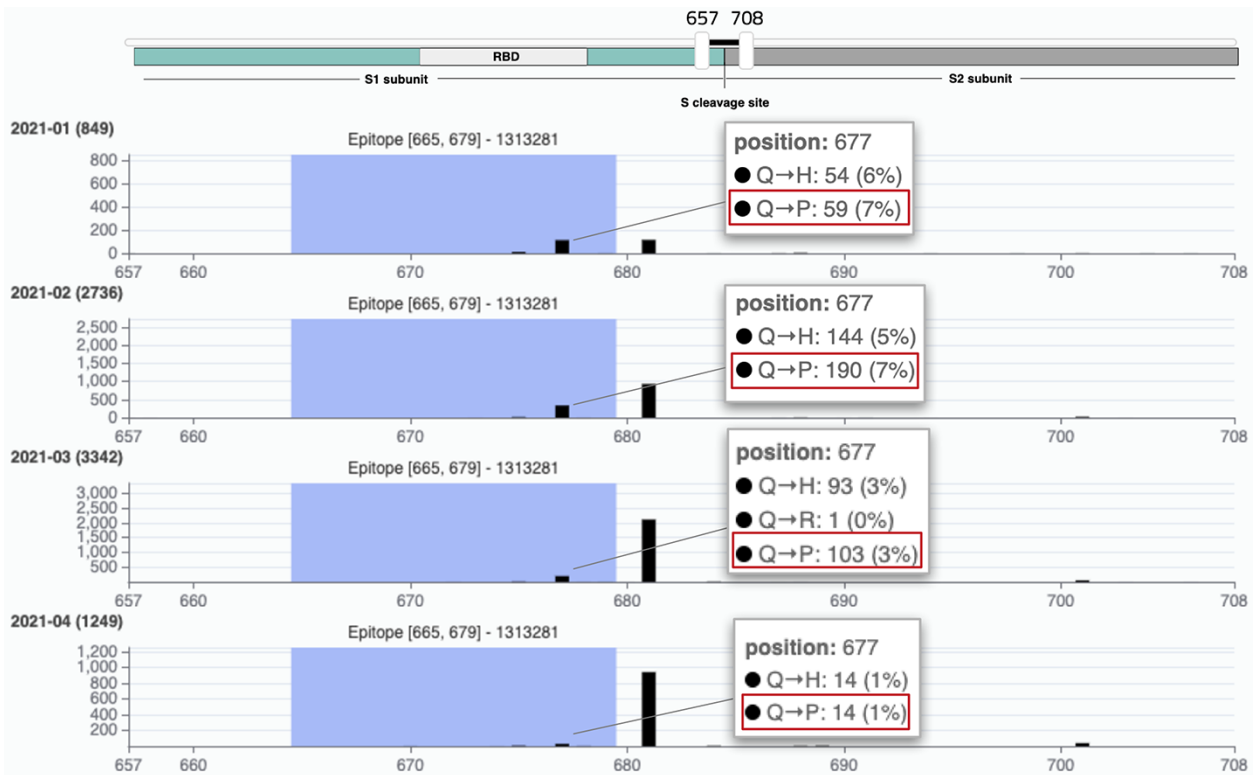 657 708
RBD
S1 subunit S2 subunit
S cleavage site
2021-01 (849)
Epitope [665, 679] - 1313281
position: 677
Q→H: 54 (6%)
Q→P: 59 (7%)
800
600
400
200
0
657 660 670 680 690 700 708
2021-02 (2736)
Epitope [665, 679] - 1313281
position: 677
Q→H: 144 (5%)
Q→P: 190 (7%)
2,500
2,000
1,500
1,000
500
0
657 660 670 680 690 700 708
2021-03 (3342)
Epitope [665, 679] - 1313281
position: 677
Q→H: 93 (3%)
Q→R: 1 (0%)
Q→P: 103 (3%)
3,000
2,500
2,000
1,500
1,000
500
657 660 670 680 690 700 708
2021-04 (1249)
Epitope [665, 679] - 1313281
position: 677
Q→H: 14 (1%)
Q→P: 14 (1%)
1,200
1,000
800
600
400
200
657 660 670 680 690 700 708